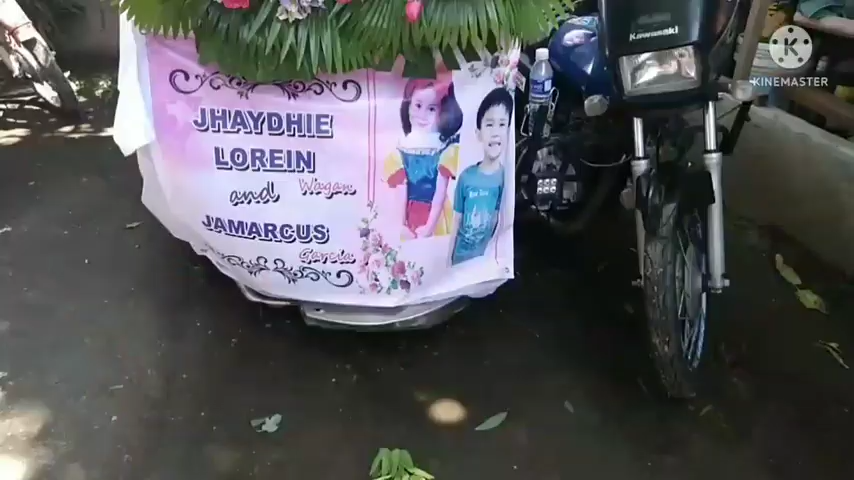 Kawasaki
KINEMASTER
JHAYDHIE
LOREIN
and Wagan
JAMARCUS
Garcia